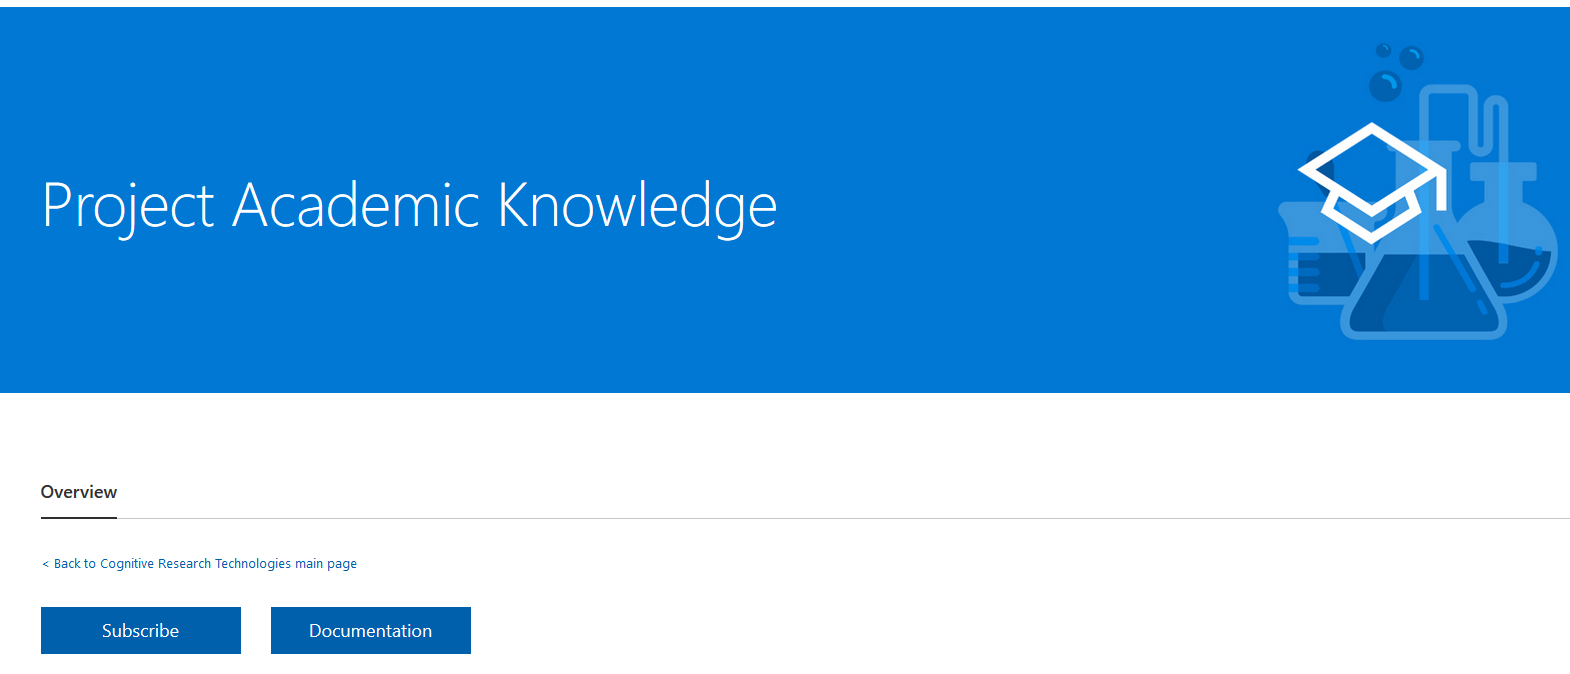 Project Academic Knowledge
Overview
< Back to Cognitive Research Technologies main page
Subscribe
Documentation